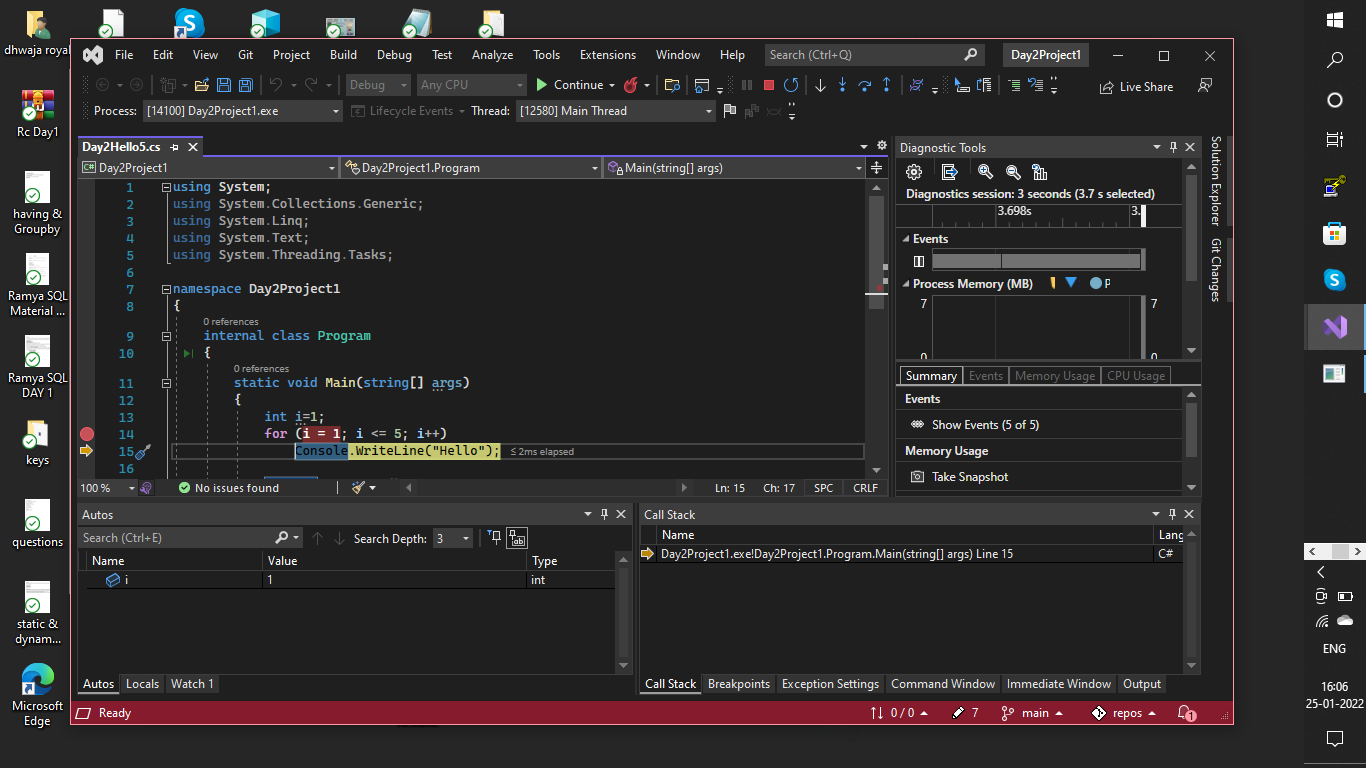 dhwaja royal
Rc Day1
having &
Groupby
Ramya SQL
Material ...
Ramya SQL
DAY 1
keys
questions
static &
dynam...
Microsoft
Edge
File Edit View Git Project Build Debug Test Analyze Tools Extensions Window Help Search (Ctrl+Q) Day2Project1
Debug Any CPU Continue Live Share
Process: [14100] Day2Project1.exe Lifecycle Events Thread: [12580] Main Thread
Day2Hello5.cs
Day2Project1 Day2Project1.Program Main(string[] args)
1 using System;
2 using System.Collections.Generic;
3 using System.Linq;
4 using System.Text;
5 using System.Threading.Tasks;
6
7 namespace Day2Project1
8 {
0 references
9 internal class Program
10 {
0 references
11 static void Main(string[] args)
12 {
13 int i=1;
14 for (i = 1; i <= 5; i++)
15 Console.WriteLine("Hello"); ≤ 2ms elapsed
16
100 % No issues found Ln: 15 Ch: 17 SPC CRLF
Diagnostic Tools
Diagnostics session: 3 seconds (3.7 s selected)
3.698s 3.
Events
Process Memory (MB) P
7 7
0 0
Summary Events Memory Usage CPU Usage
Events
Show Events (5 of 5)
Memory Usage
Take Snapshot
Solution Explorer
Git Changes
Autos
Search (Ctrl+E) Search Depth: 3
Name Value Type
i 1 int
Autos Locals Watch 1
Call Stack
Name Lang
Day2Project1.exe!Day2Project1.Program.Main(string[] args) Line 15 C#
Call Stack Breakpoints Exception Settings Command Window Immediate Window Output
Ready 0 / 0 7 main repos 1
ENG
16:06
25-01-2022